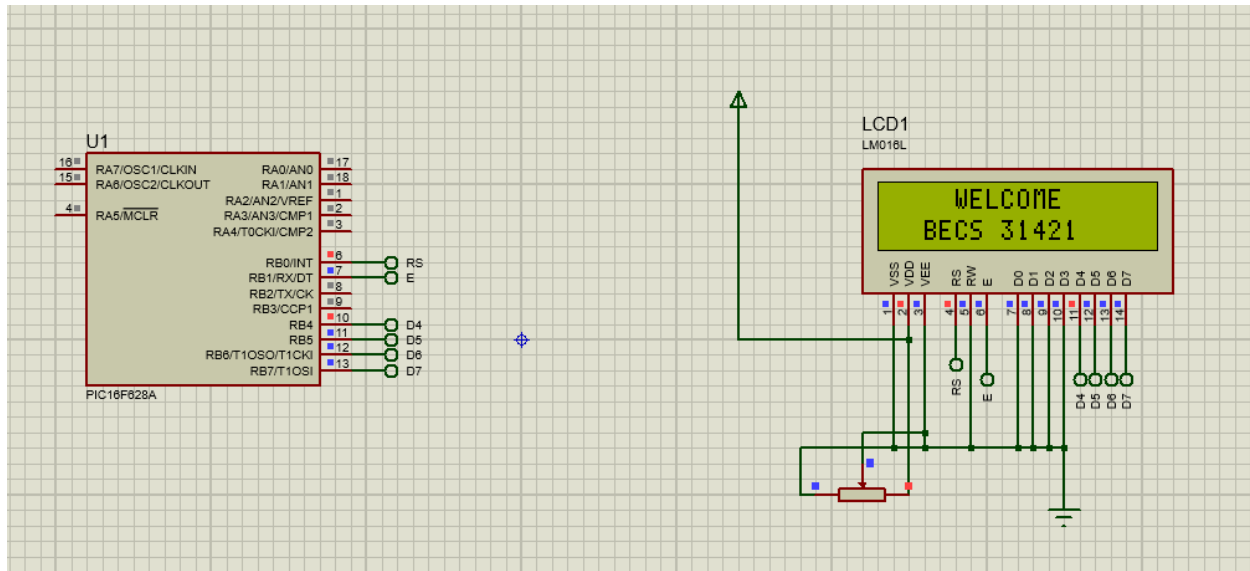 U1
16
RA7/OSC1/CLKIN
RA0/AN0
17
15
RA6/OSC2/CLKOUT
RA1/AN1
18
RA2/AN2/VREF
1
4
RA5/MCLR
RA3/AN3/CMP1
2
RA4/T0CKI/CMP2
3
RB0/INT
6
RS
RB1/RX/DT
7
E
RB2/TX/CK
8
RB3/CCP1
9
RB4
10
D4
RB5
11
D5
RB6/T1OSO/T1CKI
12
D6
RB7/T1OSI
13
D7
PIC16F628A
LCD1
LM016L
WELCOME
BECS 31421
VSS
VDD
VEE
RS
RW
E
D0
D1
D2
D3
D4
D5
D6
D7
1
2
3
4
5
6
7
8
9
10
11
12
13
14
RS
E
D4
D5
D6
D7